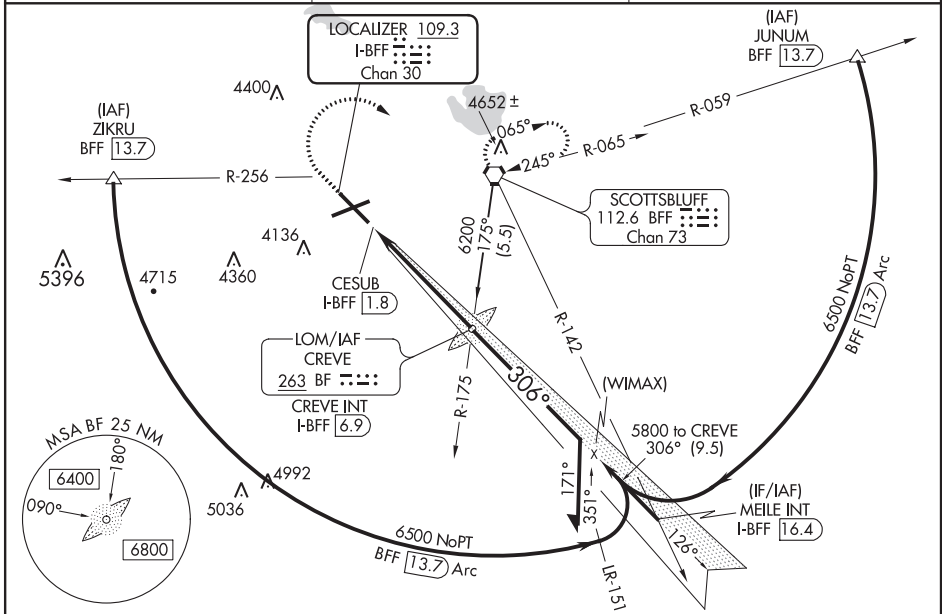 LOCALIZER 109.3
I-BFF
Chan 30
(IAF)
JUNUM
BFF 13.7
4400
4652 ±
(IAF)
ZIKRU
BFF 13.7
065°
R-065
R-059
245°
R-256
SCOTTSBLUFF
112.6 BFF
Chan 73
6200
175°
(5.5)
4136
5396
4715
4360
CESUB
I-BFF 1.8
6500 NoPT
BFF 13.7 Arc
R-142
LOM/IAF
CREVE
263 BF
CREVE INT
I-BFF 6.9
306°
R-175
(WIMAX)
5800 to CREVE
306° (9.5)
MSA BF 25 NM
180°
6400
090°
6800
4992
5036
171°
351°
X
(IF/IAF)
MEILE INT
I-BFF 16.4
126°
6500 NoPT
BFF 13.7 Arc
LR-151